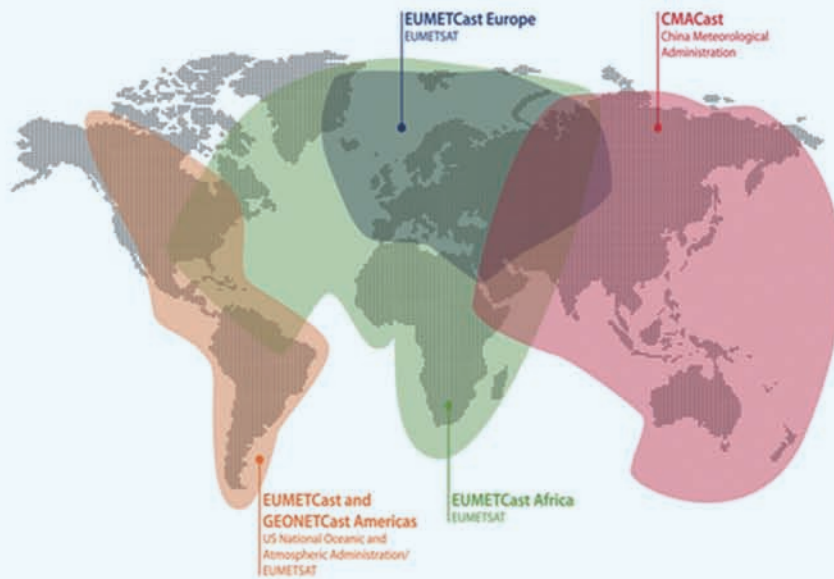 EUMETCast Europe
EUMETSAT
CMACast
China Meteorological
Administration
EUMETCast and
GEONETCast Americas
US National Oceanic and
Atmospheric Administration/
EUMETSAT
EUMETCast Africa
EUMETSAT